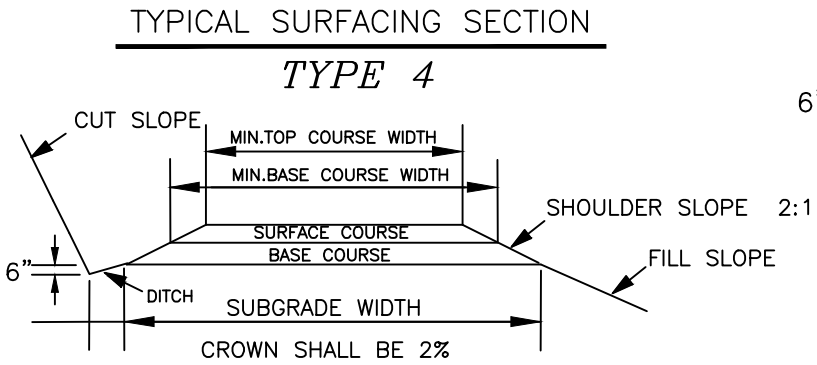 TYPICAL SURFACING SECTION
TYPE 4
6"
CUT SLOPE
MIN.TOP COURSE WIDTH
MIN.BASE COURSE WIDTH
SHOULDER SLOPE 2:1
SURFACE COURSE
BASE COURSE
FILL SLOPE
6"
DITCH
SUBGRADE WIDTH
CROWN SHALL BE 2%